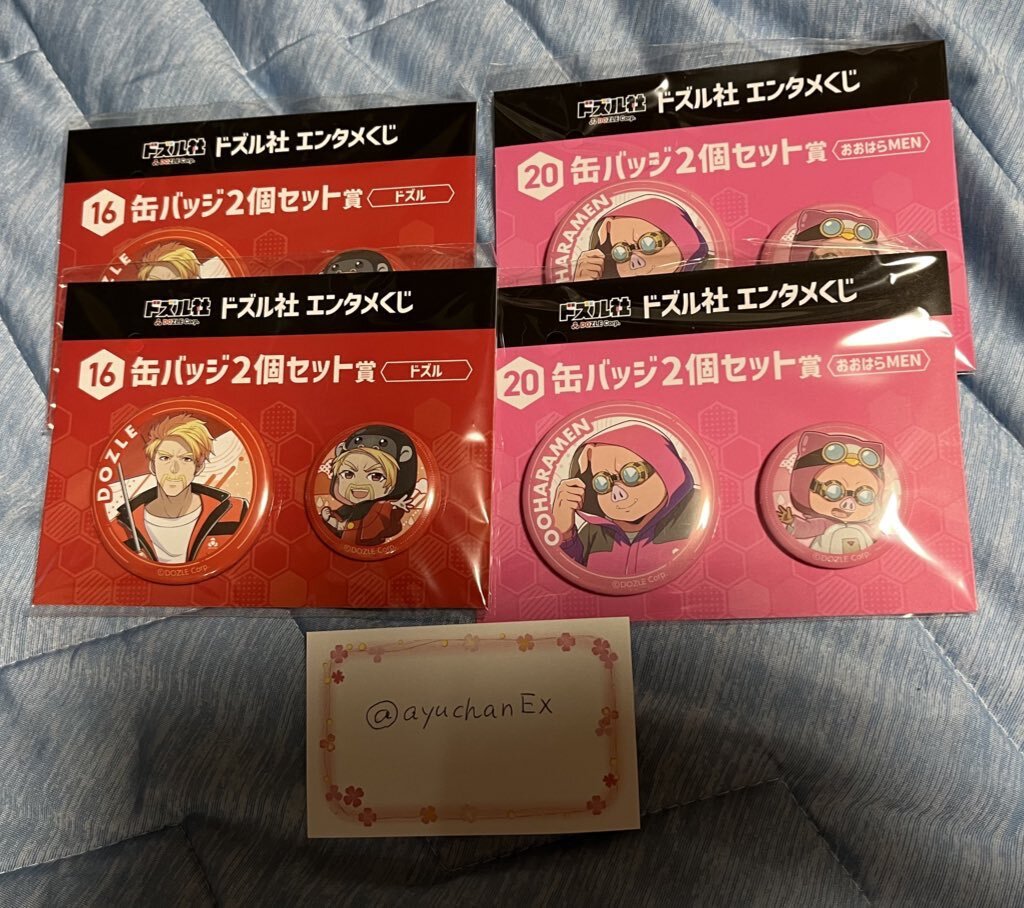 ドズル社 DOZLE Corp. ドズル社 エンタメくじ
16 缶バッジ2個セット賞 ドズル
DOZLE
ドズル社 DOZLE Corp. ドズル社 エンタメくじ
20 缶バッジ2個セット賞 おおはらMEN
OOHARAMEN
ドズル社 DOZLE Corp. ドズル社 エンタメくじ
16 缶バッジ2個セット賞 ドズル
DOZLE
©DOZLE Corp.
©DOZLE Corp.
ドズル社 DOZLE Corp. ドズル社 エンタメくじ
20 缶バッジ2個セット賞 おおはらMEN
OOHARAMEN
©DOZLE Corp.
©DOZLE Corp.
@ayuchanEx